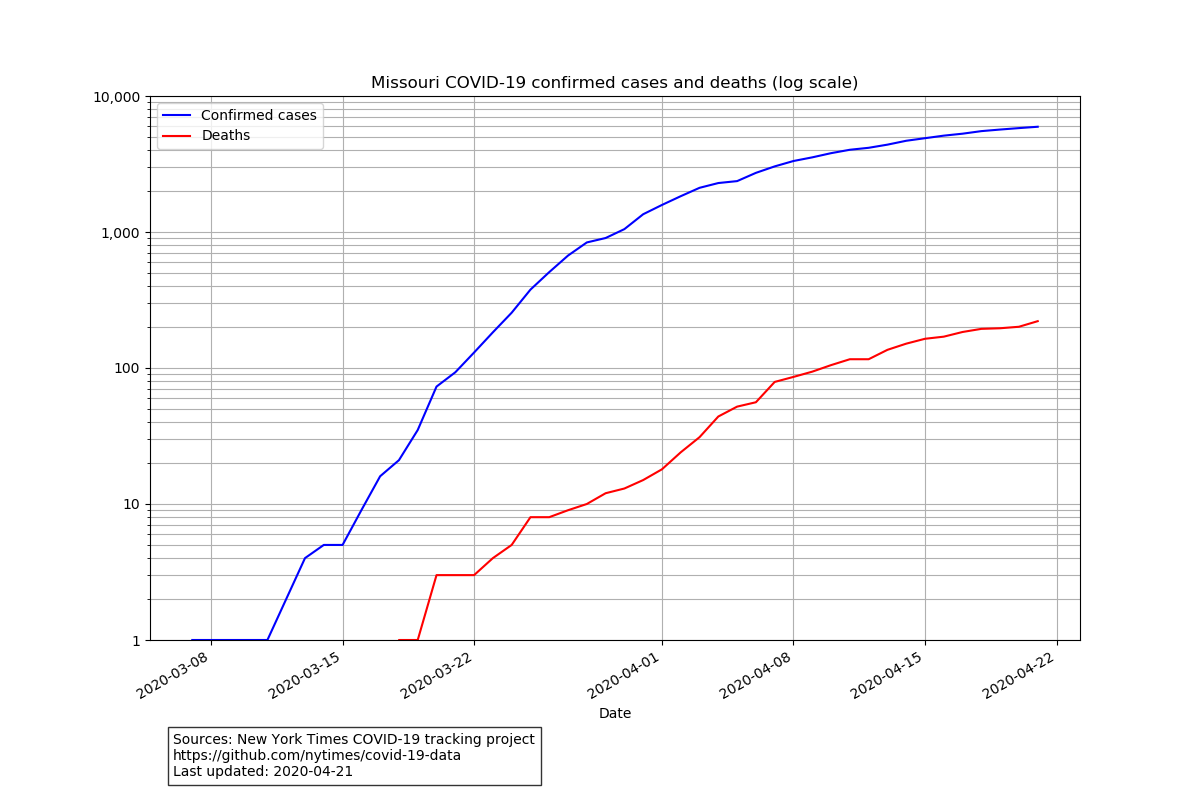 Missouri COVID-19 confirmed cases and deaths (log scale)
10,000
Confirmed cases
Deaths
1,000
100
10
1
2020-03-08
2020-03-15
2020-03-22
2020-04-01
2020-04-08
2020-04-15
2020-04-22
Date
Sources: New York Times COVID-19 tracking project
https://github.com/nytimes/covid-19-data
Last updated: 2020-04-21